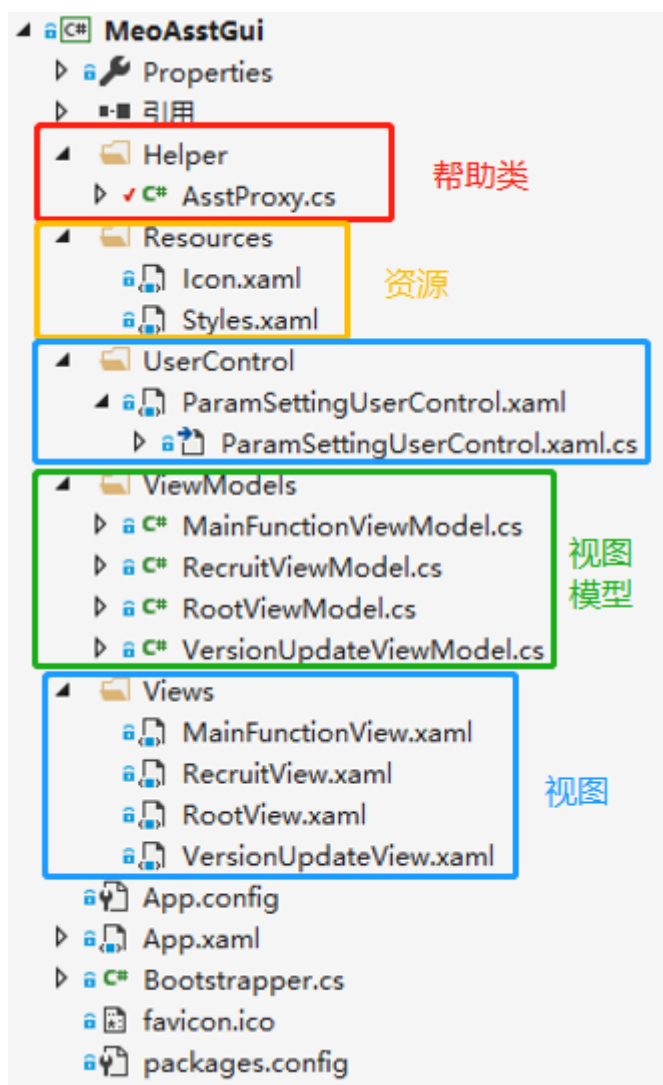 MeoAsstGui
Properties
引用
Helper
帮助类
C# AsstProxy.cs
Resources
资源
Icon.xaml
Styles.xaml
UserControl
ParamSettingUserControl.xaml
ParamSettingUserControl.xaml.cs
ViewModels
C# MainFunctionViewModel.cs
视图
模型
C# RecruitViewModel.cs
C# RootViewModel.cs
C# VersionUpdateViewModel.cs
Views
MainFunctionView.xaml
RecruitView.xaml
视图
RootView.xaml
VersionUpdateView.xaml
App.config
App.xaml
C# Bootstrapper.cs
favicon.ico
packages.config